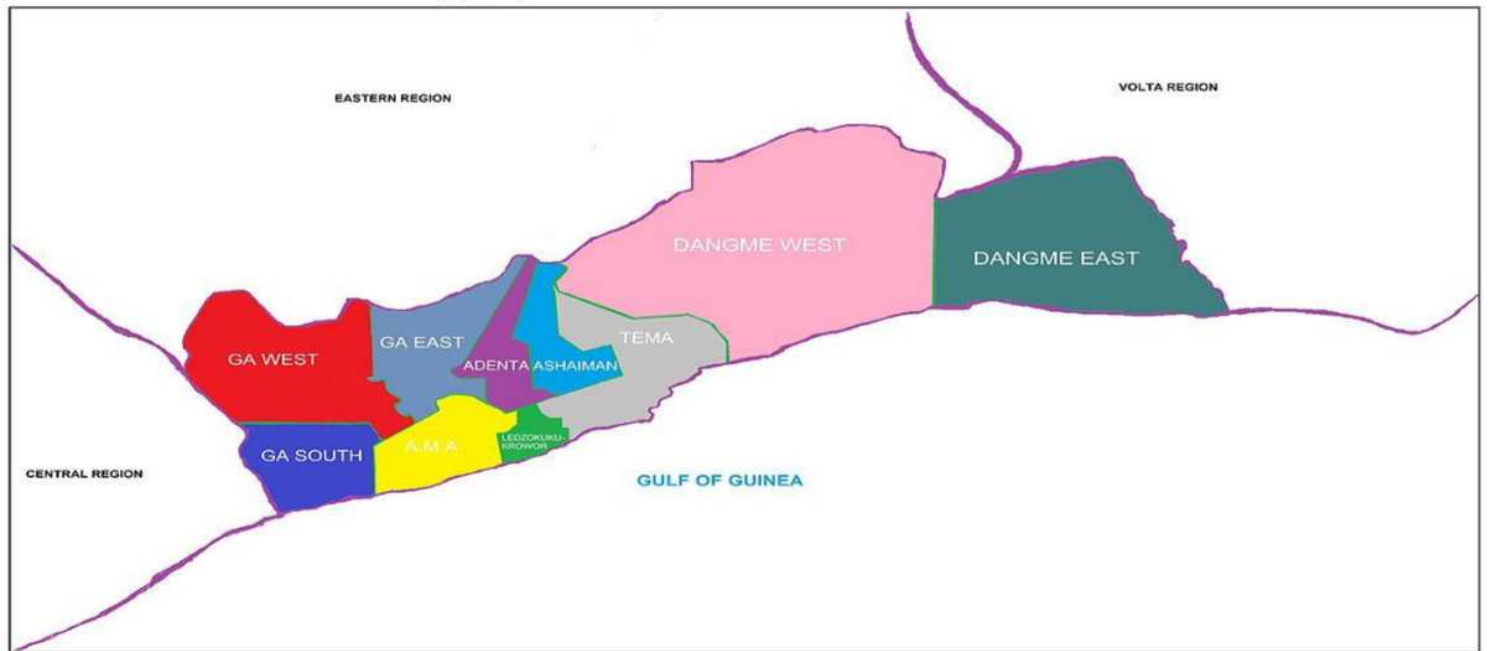 EASTERN REGION
VOLTA REGION
DANGME WEST
DANGME EAST
GA WEST
GA EAST
TEMA
ADENTA
ASHAIMAN
GA SOUTH
A.M.A
LEDZOKUKU-
KROWOR
CENTRAL REGION
GULF OF GUINEA